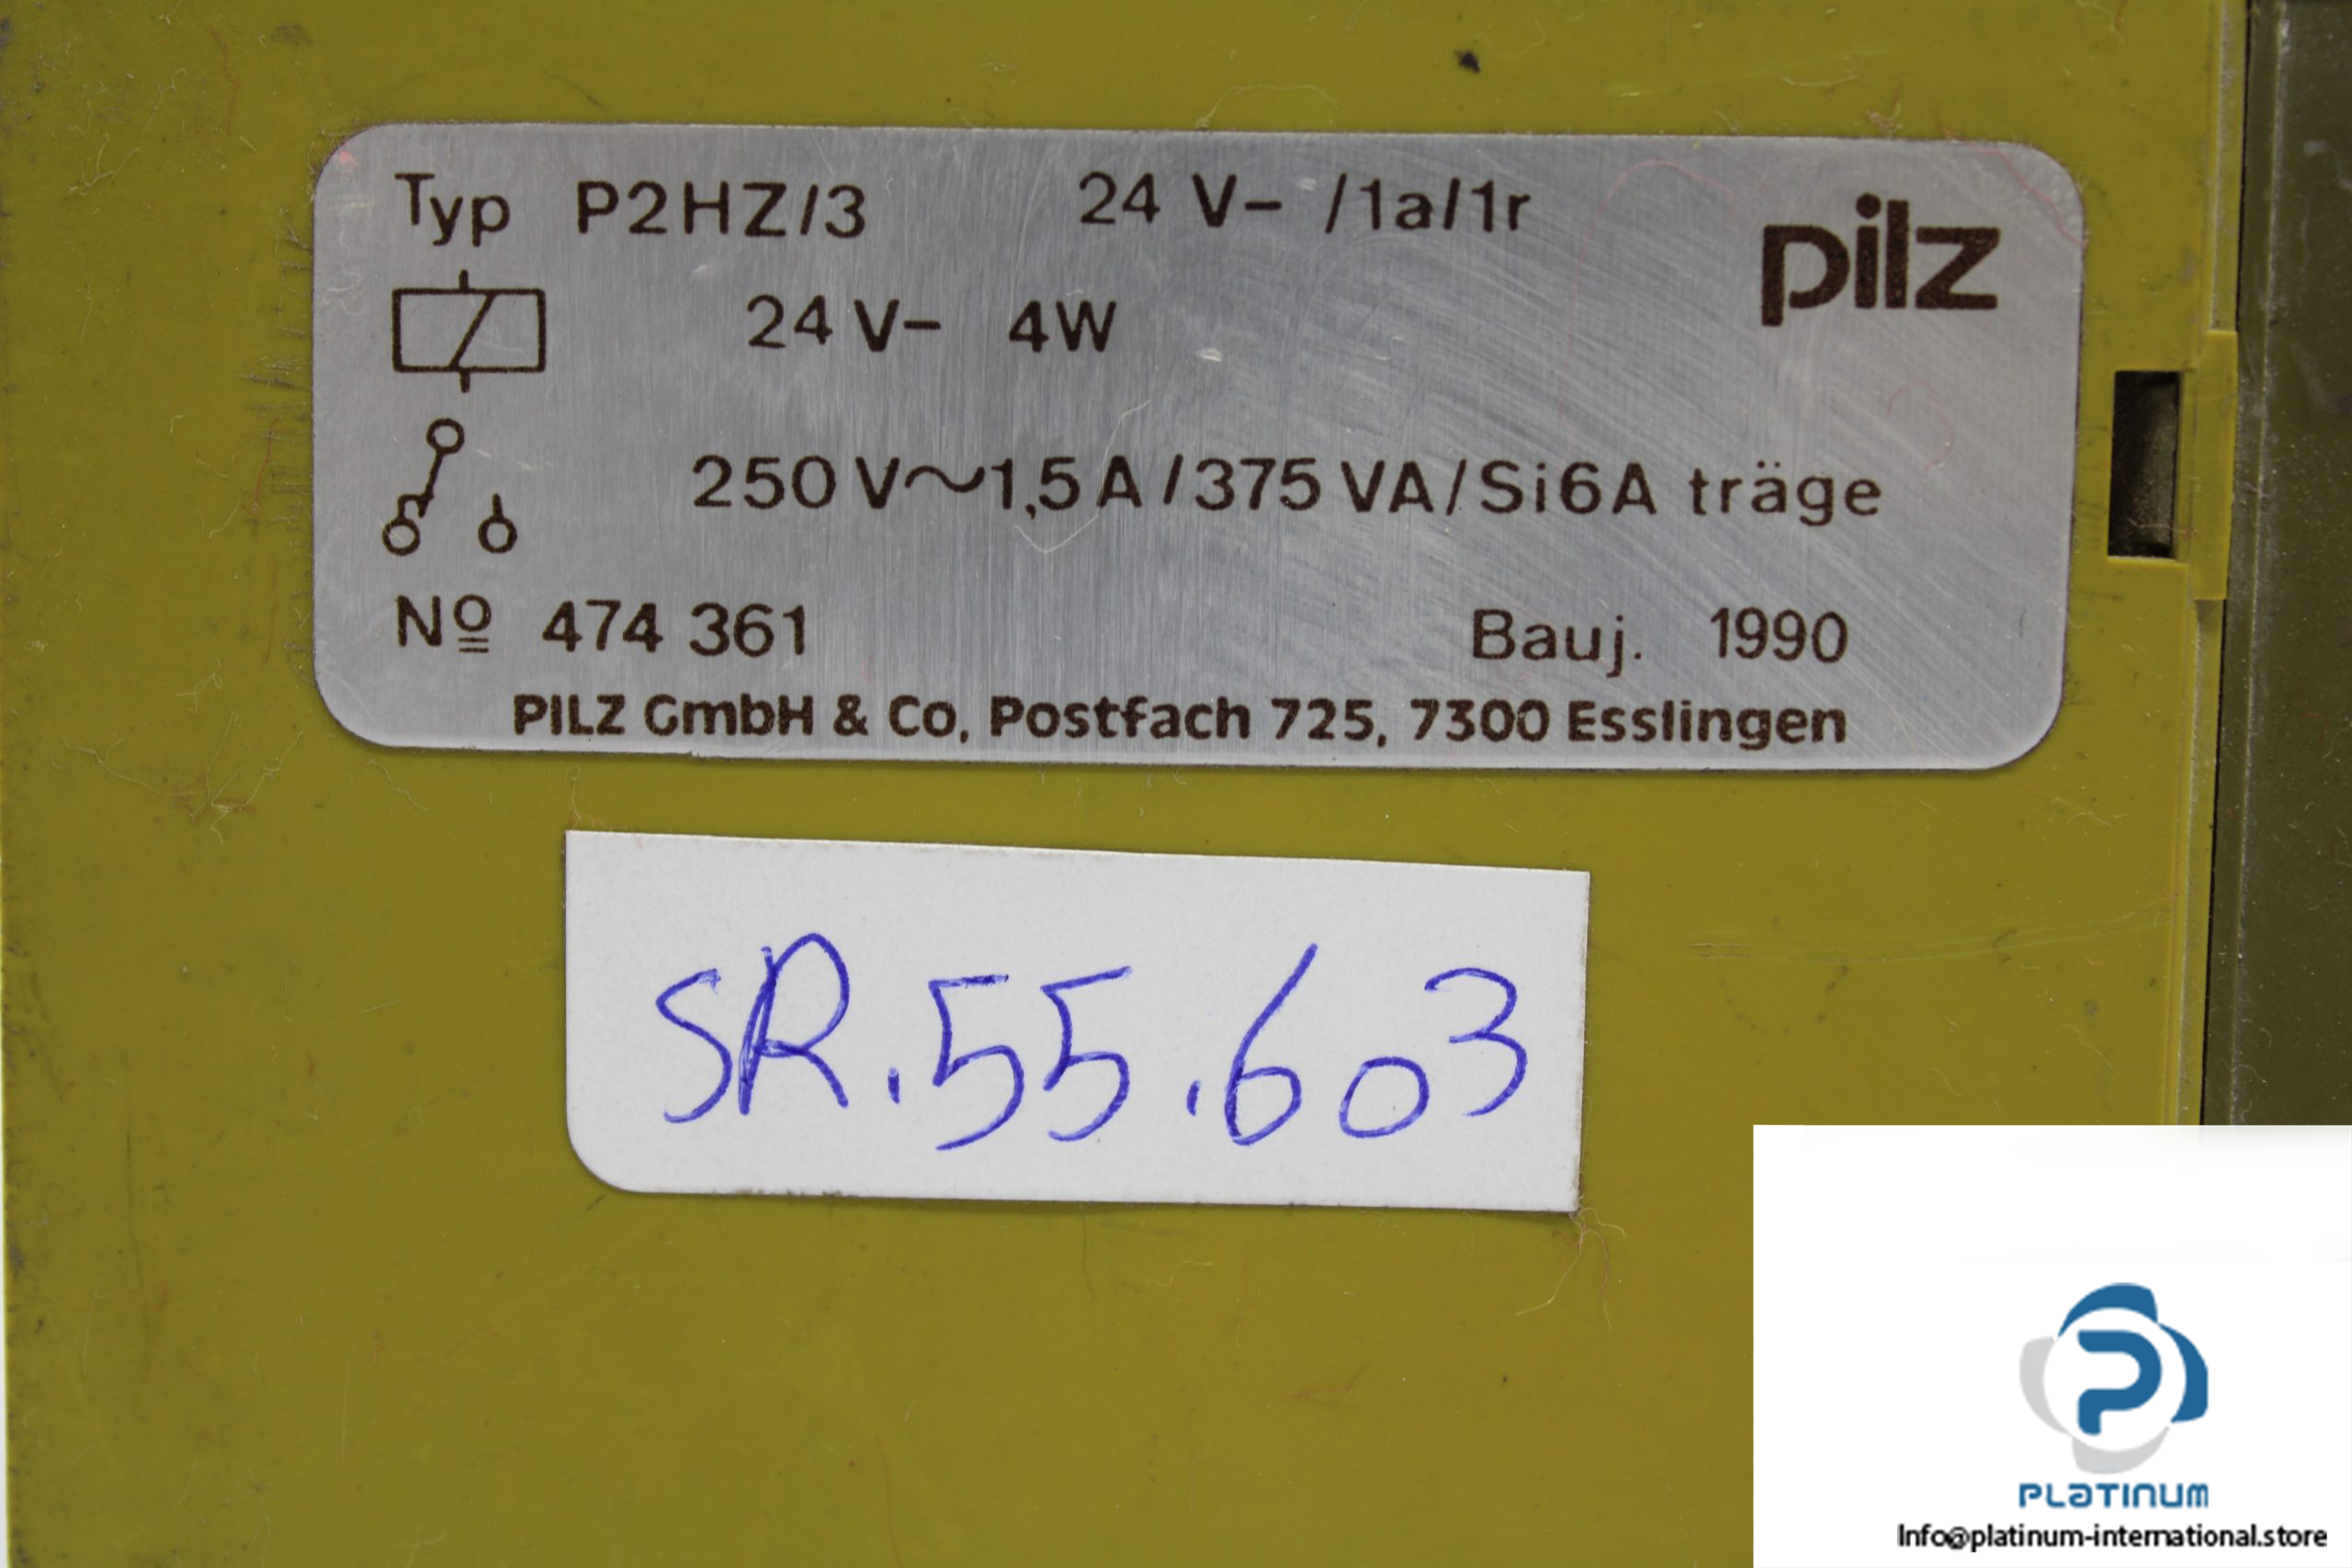 Typ P2HZ/3 24 V- /1a/1r
pilz
24 V- 4W
250 V~1,5 A / 375 VA/Si6A träge
Nº 474 361 Bauj. 1990
PILZ GmbH & Co, Postfach 725, 7300 Esslingen
SR.55.603
PLaTINUM
Info@platinum-international.store